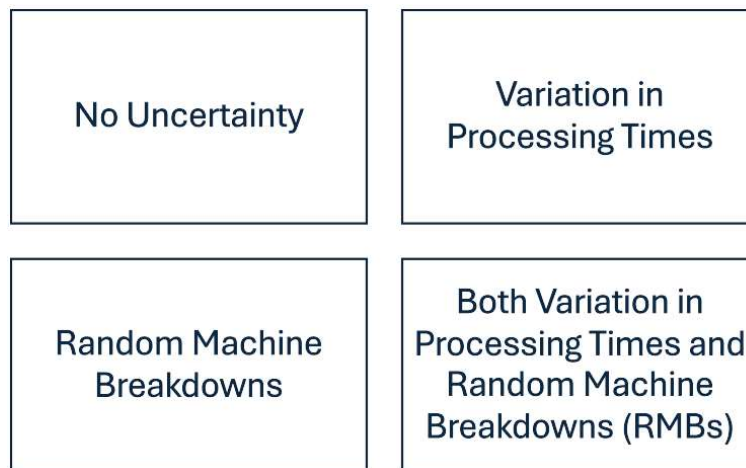 No Uncertainty
Variation in
Processing Times
Random Machine
Breakdowns
Both Variation in
Processing Times and
Random Machine
Breakdowns (RMBs)